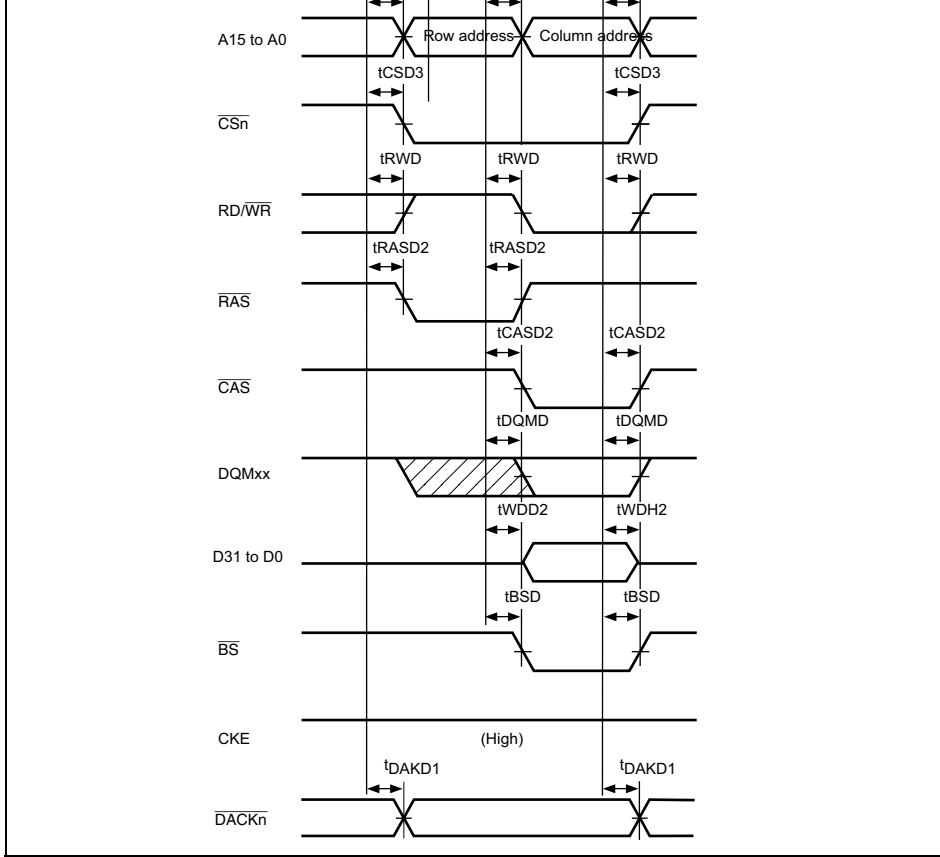 A15 to A0
Row address
Column address
tCSD3
tCSD3
CSn
tRWD
tRWD
tRWD
RD/WR
tRASD2
tRASD2
RAS
tCASD2
tCASD2
CAS
tDQMD
tDQMD
DQMxx
tWDD2
tWDH2
D31 to D0
tBSD
tBSD
BS
CKE
(High)
tDAKD1
tDAKD1
DACKn